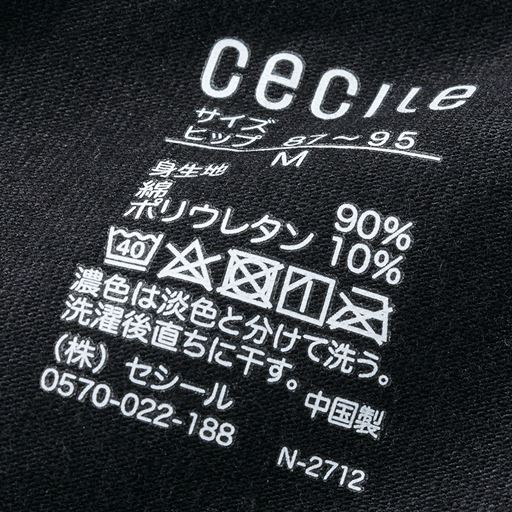 cecile
サイズ
ヒップ 87～95
M
身生地
綿 90%
ポリウレタン 10%
40
濃色は淡色と分けて洗う。
洗濯後直ちに干す。
中国製
(株) セシール
0570-022-188
N-2712